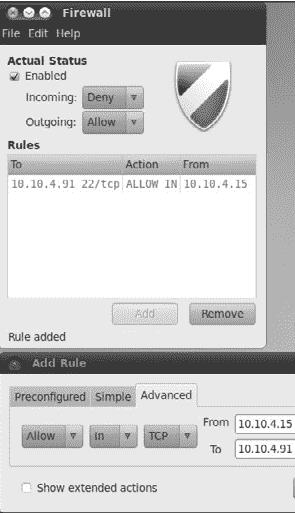 Firewall
File Edit Help
Actual Status
Enabled
Incoming: Deny
Outgoing: Allow
Rules
To Action From
10.10.4.91 22/tcp ALLOW IN 10.10.4.15
Add Remove
Rule added
Add Rule
Preconfigured Simple Advanced
Allow In TCP From 10.10.4.15
To 10.10.4.91
Show extended actions